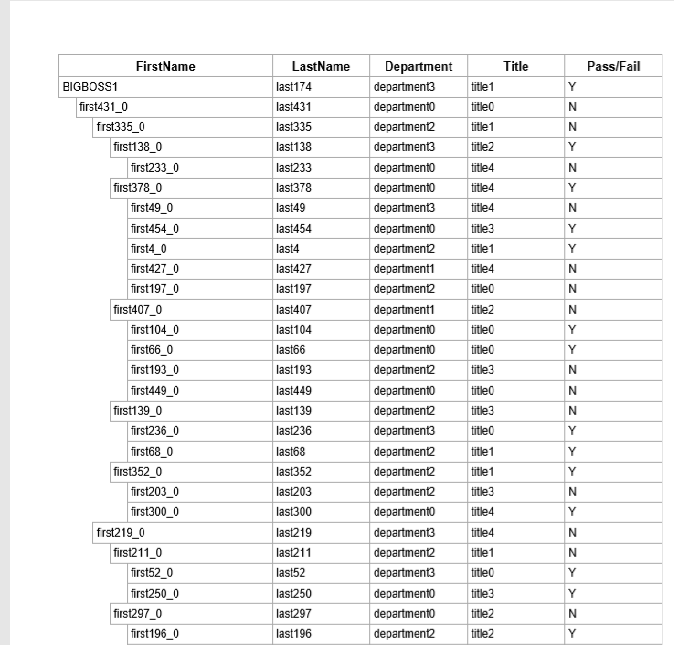 FirstName LastName Department Title Pass/Fail
BIGBOSS1 last174 department3 title1 Y
first431_0 last431 department0 title0 N
first335_0 last335 department2 title1 N
first138_0 last138 department3 title2 Y
first233_0 last233 department0 title4 N
first378_0 last378 department0 title4 Y
first49_0 last49 department3 title4 N
first454_0 last454 department0 title3 Y
first4_0 last4 department2 title1 Y
first427_0 last427 department1 title4 N
first197_0 last197 department2 title0 N
first407_0 last407 department1 title2 N
first104_0 last104 department0 title0 Y
first66_0 last66 department0 title0 Y
first193_0 last193 department2 title3 N
first449_0 last449 department0 title0 N
first139_0 last139 department2 title3 N
first236_0 last236 department3 title0 Y
first68_0 last68 department2 title1 Y
first352_0 last352 department2 title1 Y
first203_0 last203 department2 title3 N
first300_0 last300 department0 title4 Y
first219_0 last219 department3 title4 N
first211_0 last211 department2 title1 N
first52_0 last52 department3 title0 Y
first250_0 last250 department0 title3 Y
first297_0 last297 department0 title2 N
first196_0 last196 department2 title2 Y